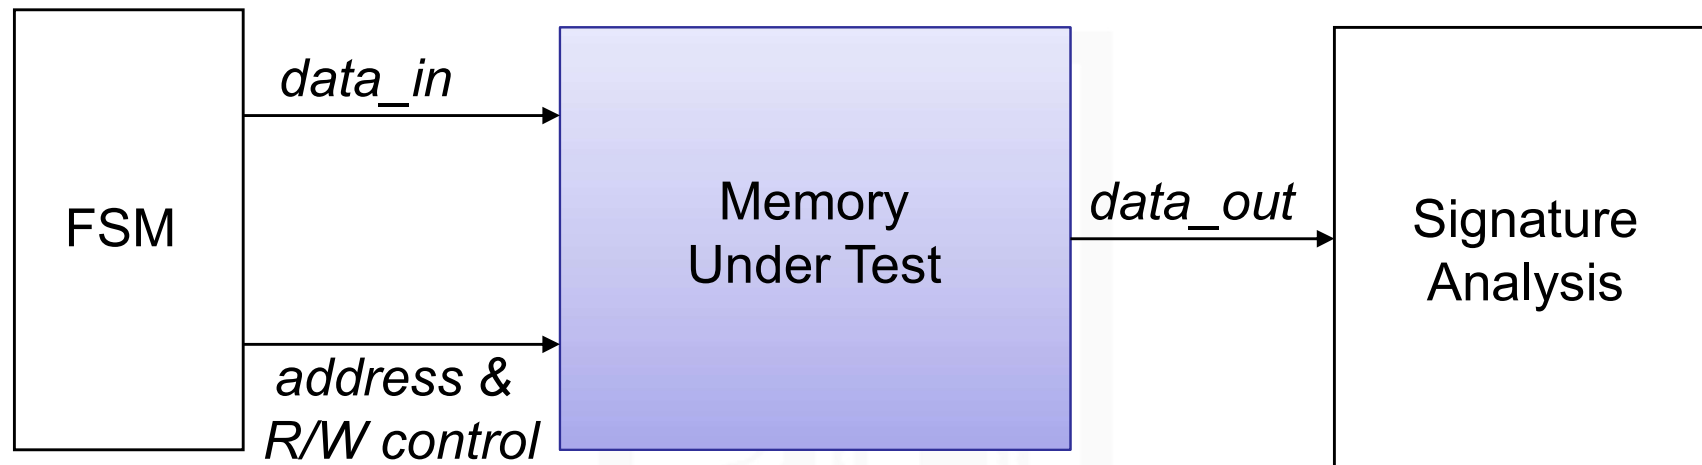 FSM
data_in
address &
R/W control
Memory
Under Test
data_out
Signature
Analysis